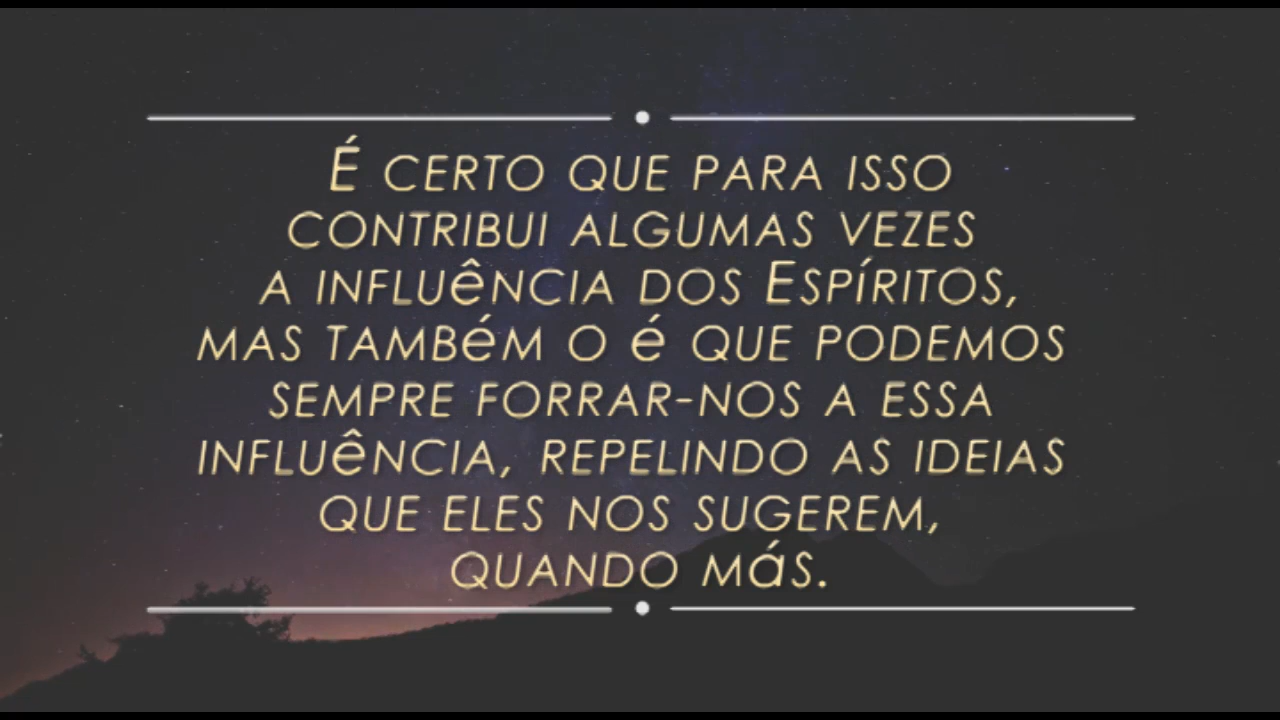 É CERTO QUE PARA ISSO
CONTRIBUI ALGUMAS VEZES
A INFLUêNCIA DOS ESPÍRITOS,
MAS TAMBéM O é QUE PODEMOS
SEMPRE FORRAR-NOS A ESSA
INFLUêNCIA, REPELINDO AS IDEIAS
QUE ELES NOS SUGEREM,
QUANDO MáS.